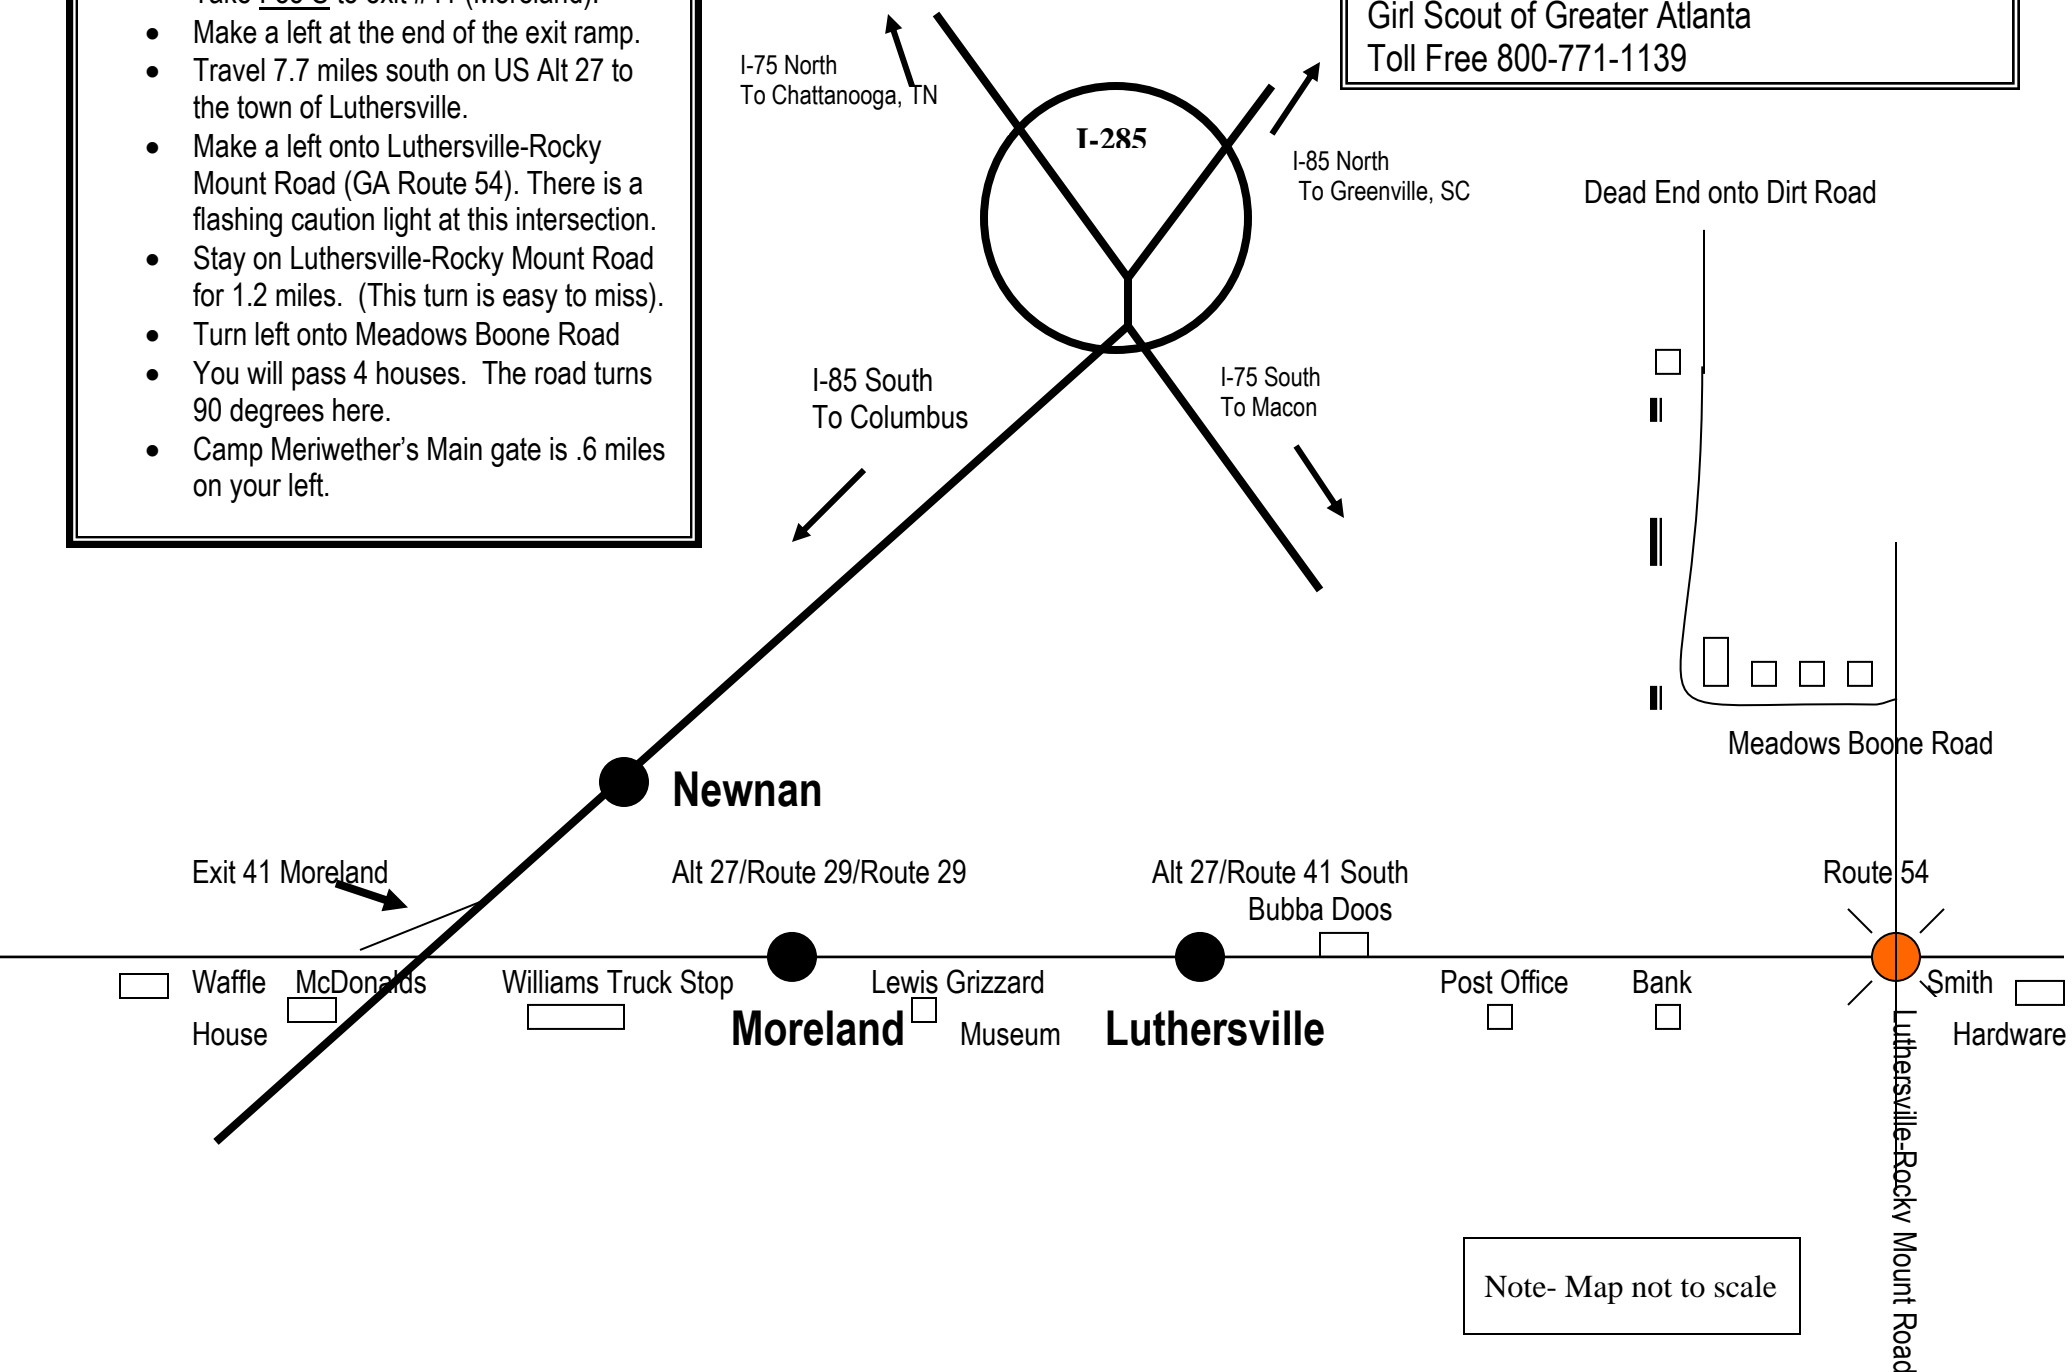 to exit #41 (Moreland).
• Make a left at the end of the exit ramp.
• Travel 7.7 miles south on US Alt 27 to
the town of Luthersville.
• Make a left onto Luthersville-Rocky
Mount Road (GA Route 54). There is a
flashing caution light at this intersection.
• Stay on Luthersville-Rocky Mount Road
for 1.2 miles. (This turn is easy to miss).
• Turn left onto Meadows Boone Road
• You will pass 4 houses. The road turns
90 degrees here.
• Camp Meriwether’s Main gate is .6 miles
on your left.
Girl Scout of Greater Atlanta
Toll Free 800-771-1139
I-75 North
To Chattanooga, TN
I-285
I-85 North
To Greenville, SC
Dead End onto Dirt Road
I-85 South
To Columbus
I-75 South
To Macon
Meadows Boone Road
Newnan
Exit 41 Moreland
Alt 27/Route 29/Route 29
Alt 27/Route 41 South
Bubba Doos
Route 54
Waffle
House
McDonalds
Williams Truck Stop
Moreland
Lewis Grizzard
Museum
Luthersville
Post Office
Bank
Smith
Hardware
Luthersville-Rocky Mount Road
Note- Map not to scale